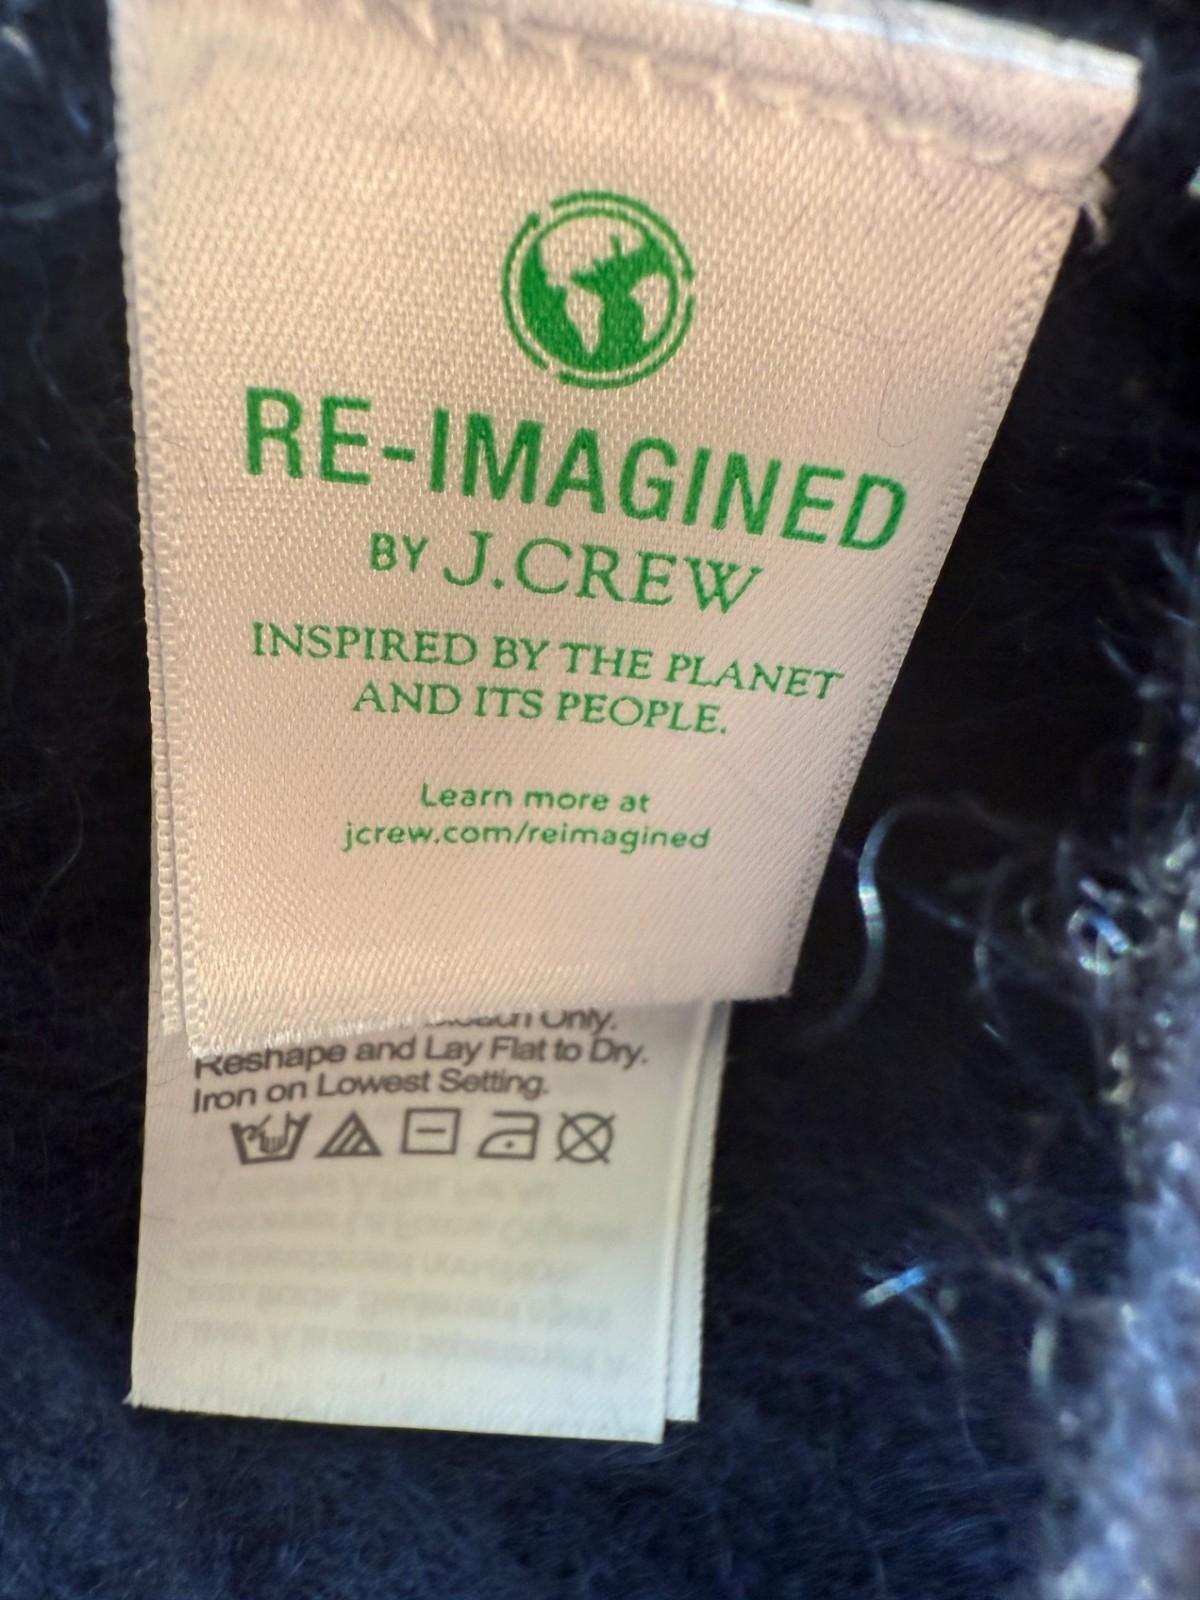 RE-IMAGINED
BY J.CREW
INSPIRED BY THE PLANET
AND ITS PEOPLE.
Learn more at
jcrew.com/reimagined
Only.
Reshape and Lay Flat to Dry.
Iron on Lowest Setting.